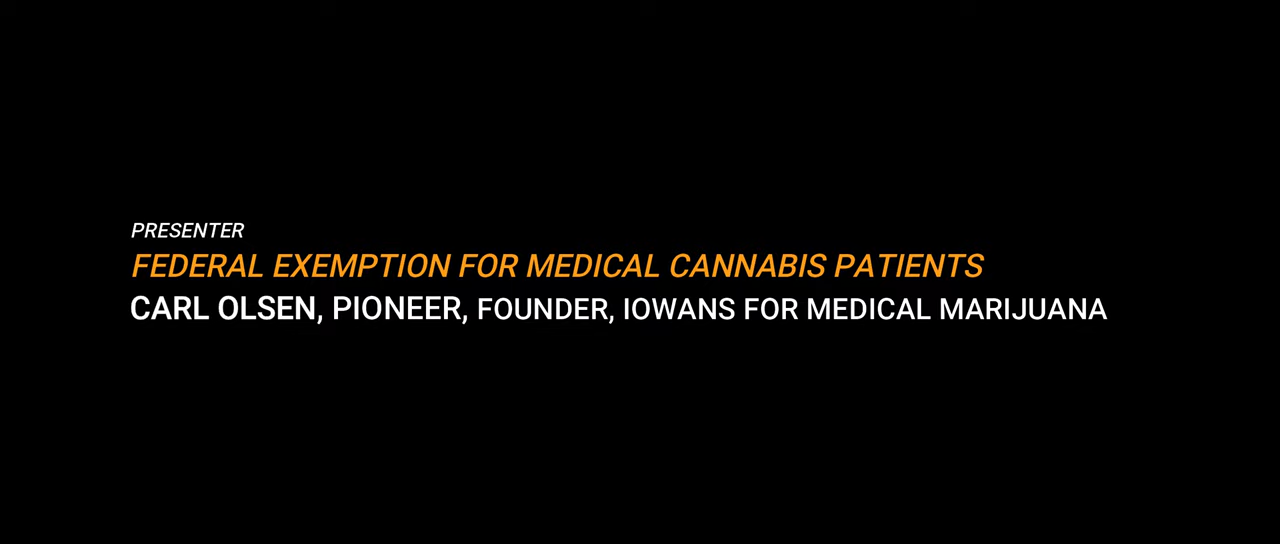 PRESENTER
FEDERAL EXEMPTION FOR MEDICAL CANNABIS PATIENTS
CARL OLSEN, PIONEER, FOUNDER, IOWANS FOR MEDICAL MARIJUANA